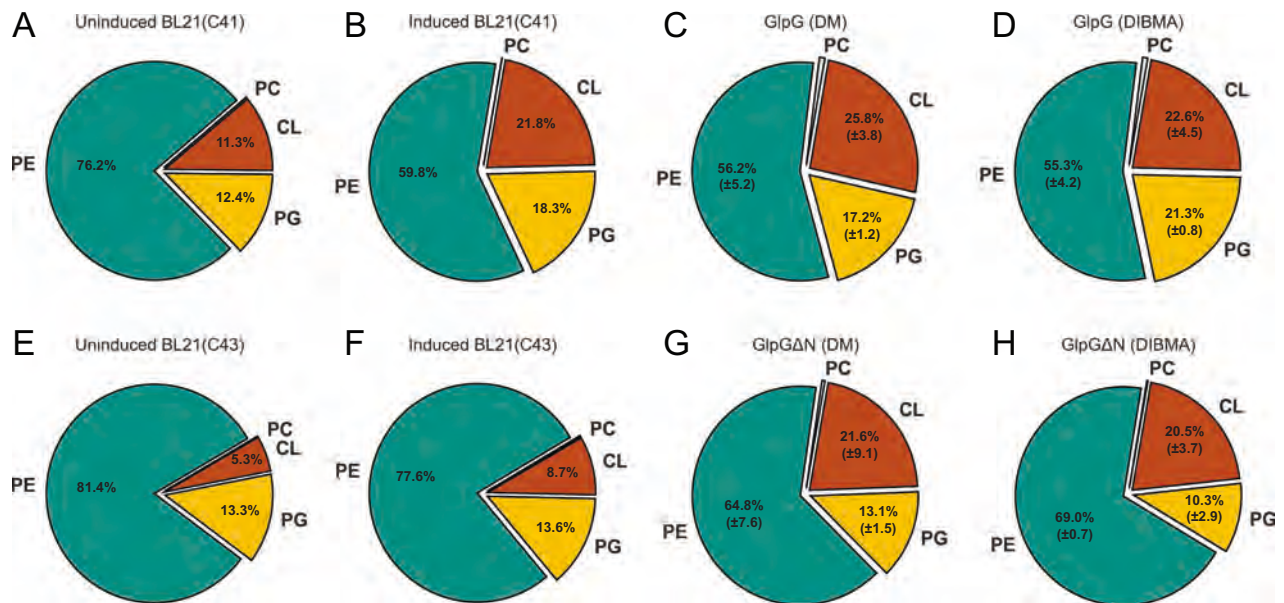 A
Uninduced BL21(C41)
PC
CL
11.3%
PE
76.2%
12.4%
PG
B
Induced BL21(C41)
PC
CL
21.8%
PE
59.8%
18.3%
PG
C
GlpG (DM)
PC
CL
25.8%
(±3.8)
PE
56.2%
(±5.2)
17.2%
(±1.2)
PG
D
GlpG (DIBMA)
PC
CL
22.6%
(±4.5)
PE
55.3%
(±4.2)
21.3%
(±0.8)
PG
E
Uninduced BL21(C43)
PC
CL
5.3%
PE
81.4%
13.3%
PG
F
Induced BL21(C43)
PC
CL
8.7%
PE
77.6%
13.6%
PG
G
GlpGΔN (DM)
PC
CL
21.6%
(±9.1)
PE
64.8%
(±7.6)
13.1%
(±1.5)
PG
H
GlpGΔN (DIBMA)
PC
CL
20.5%
(±3.7)
PE
69.0%
(±0.7)
10.3%
(±2.9)
PG